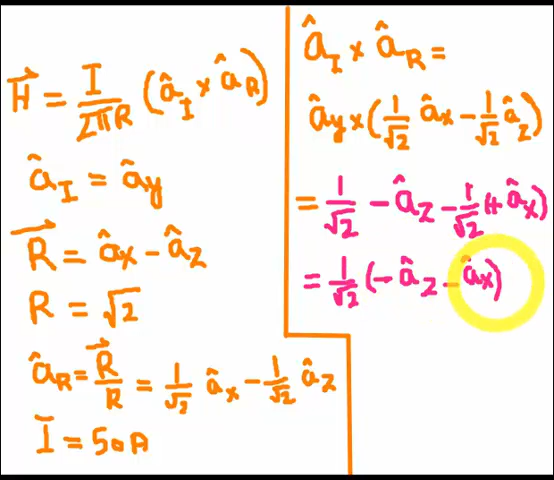 H⃗ = I/2πR (â_I × â_R)
â_I = â_y
R⃗ = â_x - â_z
R = √2
â_R = R⃗/R = 1/√2 â_x - 1/√2 â_z
I = 50A
â_I × â_R =
â_y × (1/√2 â_x - 1/√2 â_z)
= 1/√2 - â_z - 1/√2 (+ â_x)
= 1/√2 (- â_z - â_x)